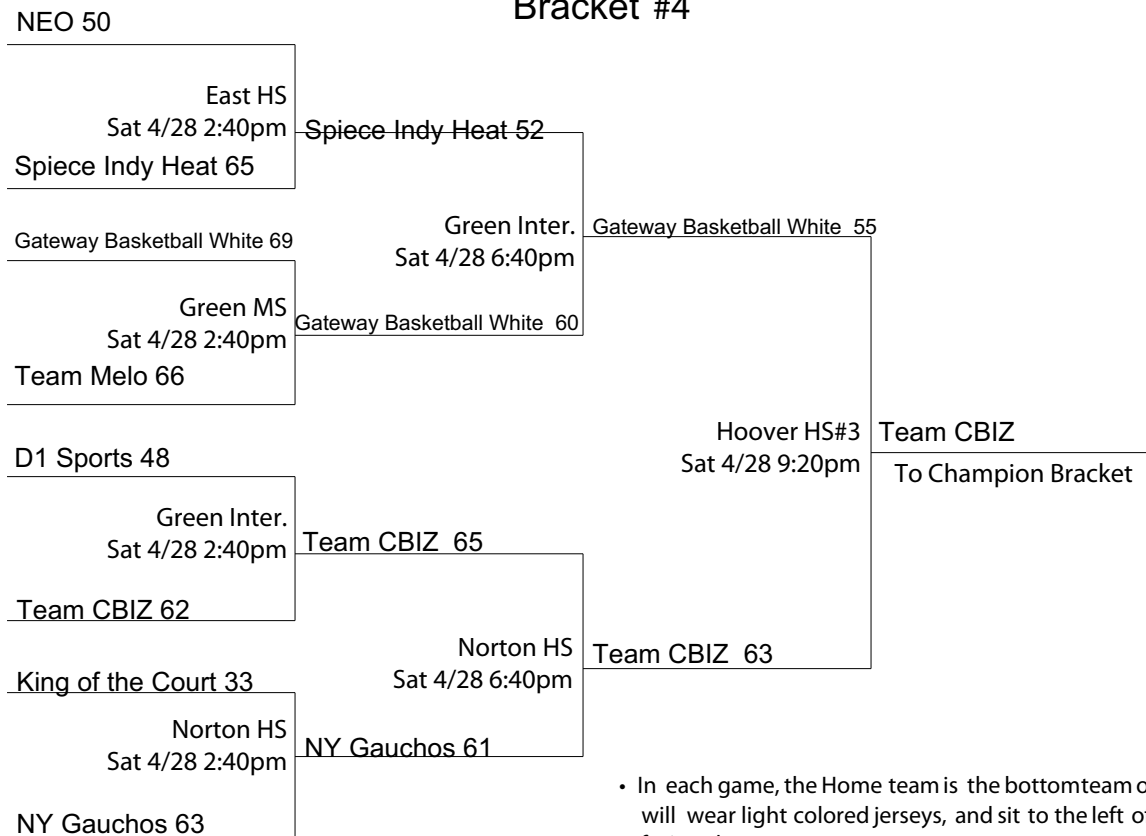 Bracket #4
NEO 50
East HS
Sat 4/28 2:40pm
Spiece Indy Heat 65
Spiece Indy Heat 52
Gateway Basketball White 69
Green MS
Sat 4/28 2:40pm
Team Melo 66
Gateway Basketball White 60
Green Inter.
Sat 4/28 6:40pm
Gateway Basketball White 55
D1 Sports 48
Green Inter.
Sat 4/28 2:40pm
Team CBIZ 62
Team CBIZ 65
King of the Court 33
Norton HS
Sat 4/28 2:40pm
NY Gauchos 63
NY Gauchos 61
Norton HS
Sat 4/28 6:40pm
Team CBIZ 63
Hoover HS#3
Sat 4/28 9:20pm
Team CBIZ
To Champion Bracket
• In each game, the Home team is the bottomteam
will wear light colored jerseys, and sit to the left